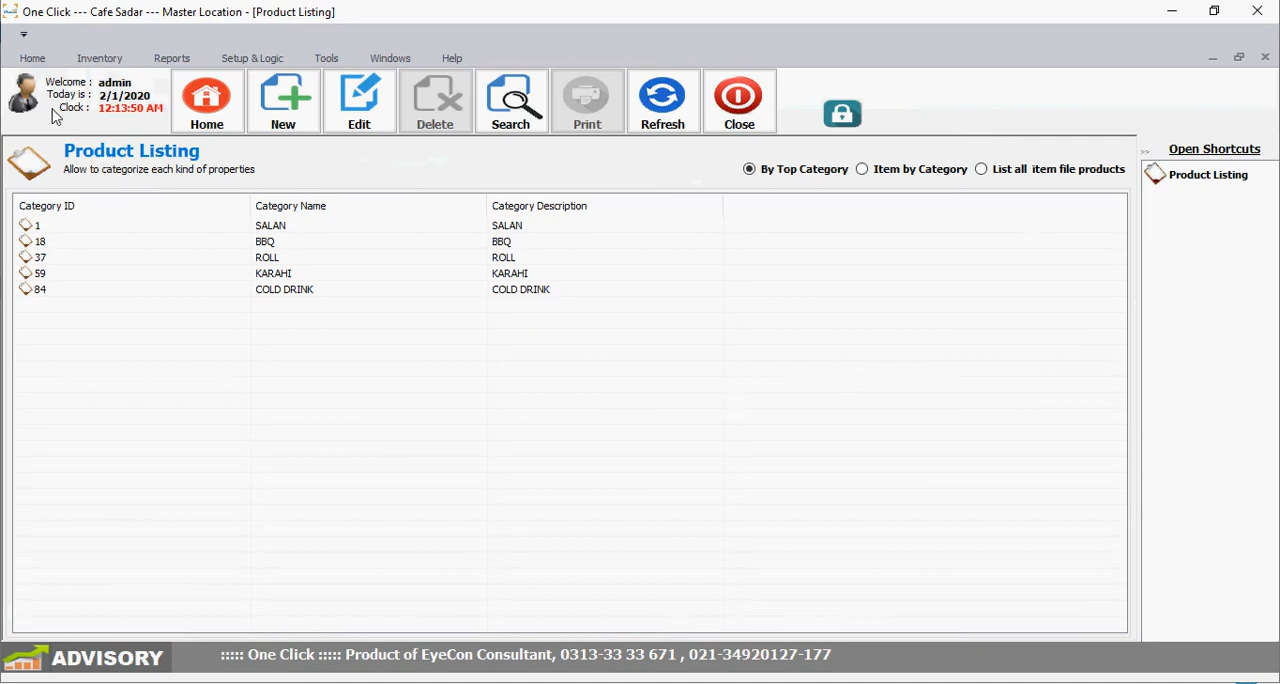 One Click --- Cafe Sadar --- Master Location - [Product Listing]
Home Inventory Reports Setup & Logic Tools Windows Help
Welcome : admin
Today is : 2/1/2020
Clock : 12:13:50 AM
Home New Edit Delete Search Print Refresh Close
Product Listing
Allow to categorize each kind of properties
By Top Category Item by Category List all item file products
>> Open Shortcuts
Product Listing
Category ID Category Name Category Description
1 SALAN SALAN
18 BBQ BBQ
37 ROLL ROLL
59 KARAHI KARAHI
84 COLD DRINK COLD DRINK
ADVISORY ::::: One Click ::::: Product of EyeCon Consultant, 0313-33 33 671 , 021-34920127-177